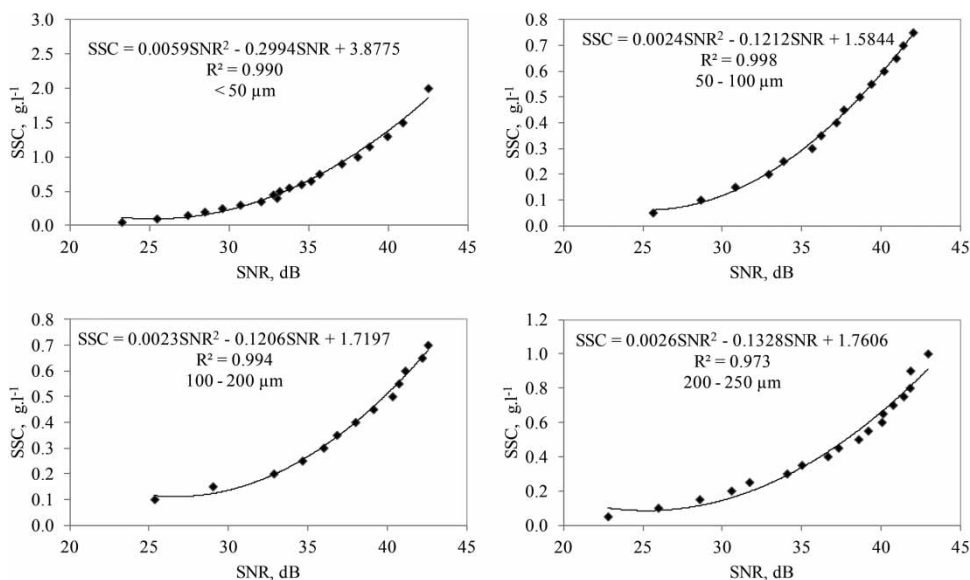 3.0
SSC = 0.0059SNR² - 0.2994SNR + 3.8775
2.5
R² = 0.990
2.0
< 50 µm
1.5
1.0
0.5
0.0
SSC, g.l⁻¹
20 25 30 35 40 45
SNR, dB
0.8
SSC = 0.0024SNR² - 0.1212SNR + 1.5844
0.7
R² = 0.998
0.6
50 - 100 µm
0.5
0.4
0.3
0.2
0.1
0.0
SSC, g.l⁻¹
20 25 30 35 40 45
SNR, dB
0.8
SSC = 0.0023SNR² - 0.1206SNR + 1.7197
0.7
R² = 0.994
0.6
100 - 200 µm
0.5
0.4
0.3
0.2
0.1
0.0
SSC, g.l⁻¹
20 25 30 35 40 45
SNR, dB
1.2
SSC = 0.0026SNR² - 0.1328SNR + 1.7606
1.0
R² = 0.973
200 - 250 µm
0.8
0.6
0.4
0.2
0.0
SSC, g.l⁻¹
20 25 30 35 40 45
SNR, dB